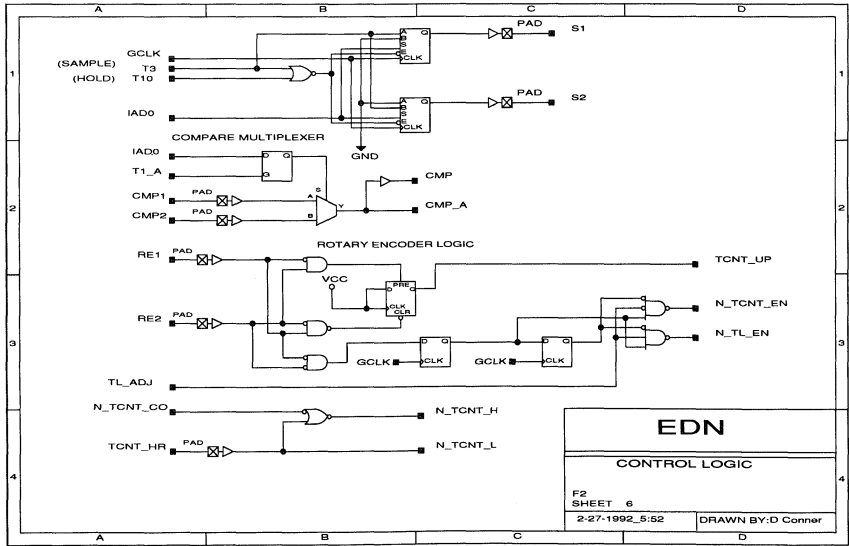 A B C D
PAD S1
GCLK A B S E CLK Q
(SAMPLE) T3
1 1
(HOLD) T10
PAD S2
IAD0 A B S E CLK Q
COMPARE MULTIPLEXER
GND
IAD0 D Q
T1_A G
CMP
CMP1 PAD S A Y
2 CMP_A 2
CMP2 PAD B
ROTARY ENCODER LOGIC
RE1 PAD TCNT_UP
VCC PRE D Q CLK CLR
N_TCNT_EN
RE2 PAD
N_TL_EN
3 D Q D Q 3
GCLK CLK GCLK CLK
TL_ADJ
N_TCNT_CO N_TCNT_H
EDN
TCNT_HR PAD N_TCNT_L
CONTROL LOGIC
4 4
F2
SHEET 6
2-27-1992_5:52 DRAWN BY:D Conner
A B C D